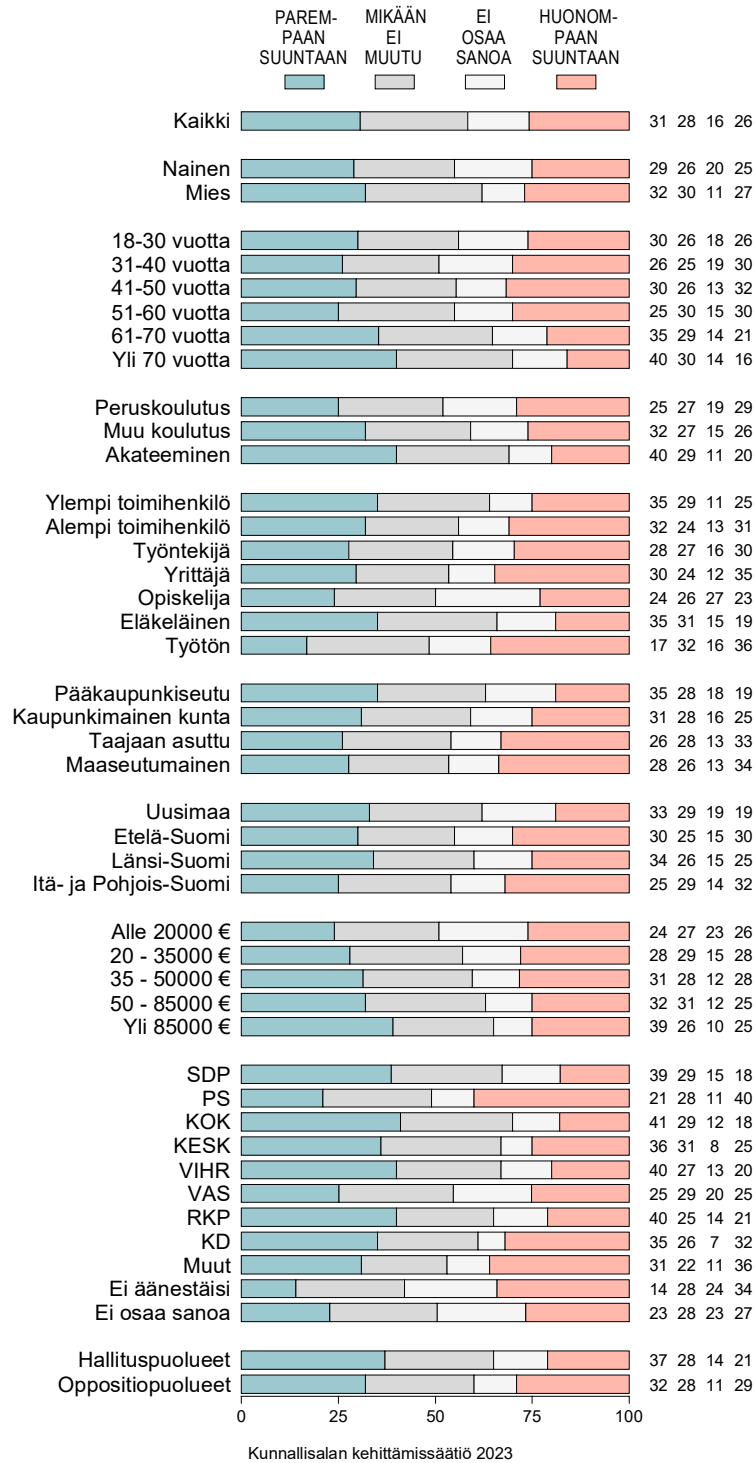 PAREM- MIKÄÄN EI HUONOM-
PAAN EI OSAA PAAN
SUUNTAAN MUUTU SANOA SUUNTAAN
Kaikki 31 28 16 26
Nainen 29 26 20 25
Mies 32 30 11 27
18-30 vuotta 30 26 18 26
31-40 vuotta 26 25 19 30
41-50 vuotta 30 26 13 32
51-60 vuotta 25 30 15 30
61-70 vuotta 35 29 14 21
Yli 70 vuotta 40 30 14 16
Peruskoulutus 25 27 19 29
Muu koulutus 32 27 15 26
Akateeminen 40 29 11 20
Ylempi toimihenkilö 35 29 11 25
Alempi toimihenkilö 32 24 13 31
Työntekijä 28 27 16 30
Yrittäjä 30 24 12 35
Opiskelija 24 26 27 23
Eläkeläinen 35 31 15 19
Työtön 17 32 16 36
Pääkaupunkiseutu 35 28 18 19
Kaupunkimainen kunta 31 28 16 25
Taajaan asuttu 26 28 13 33
Maaseutumainen 28 26 13 34
Uusimaa 33 29 19 19
Etelä-Suomi 30 25 15 30
Länsi-Suomi 34 26 15 25
Itä- ja Pohjois-Suomi 25 29 14 32
Alle 20000 € 24 27 23 26
20 - 35000 € 28 29 15 28
35 - 50000 € 31 28 12 28
50 - 85000 € 32 31 12 25
Yli 85000 € 39 26 10 25
SDP 39 29 15 18
PS 21 28 11 40
KOK 41 29 12 18
KESK 36 31 8 25
VIHR 40 27 13 20
VAS 25 29 20 25
RKP 40 25 14 21
KD 35 26 7 32
Muut 31 22 11 36
Ei äänestäisi 14 28 24 34
Ei osaa sanoa 23 28 23 27
Hallituspuolueet 37 28 14 21
Oppositiopuolueet 32 28 11 29
0 25 50 75 100
Kunnallisalan kehittämissäätiö 2023